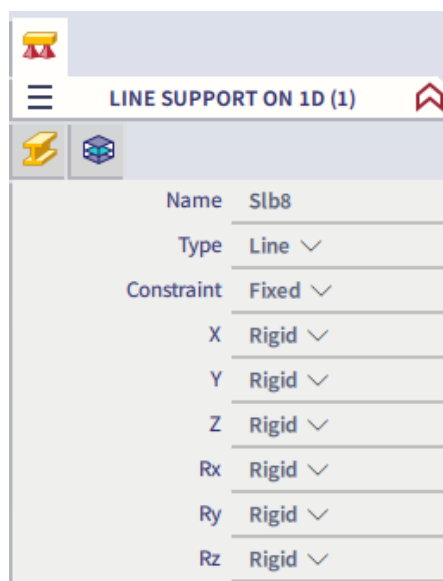 LINE SUPPORT ON 1D (1)
Name Slb8
Type Line
Constraint Fixed
X Rigid
Y Rigid
Z Rigid
Rx Rigid
Ry Rigid
Rz Rigid